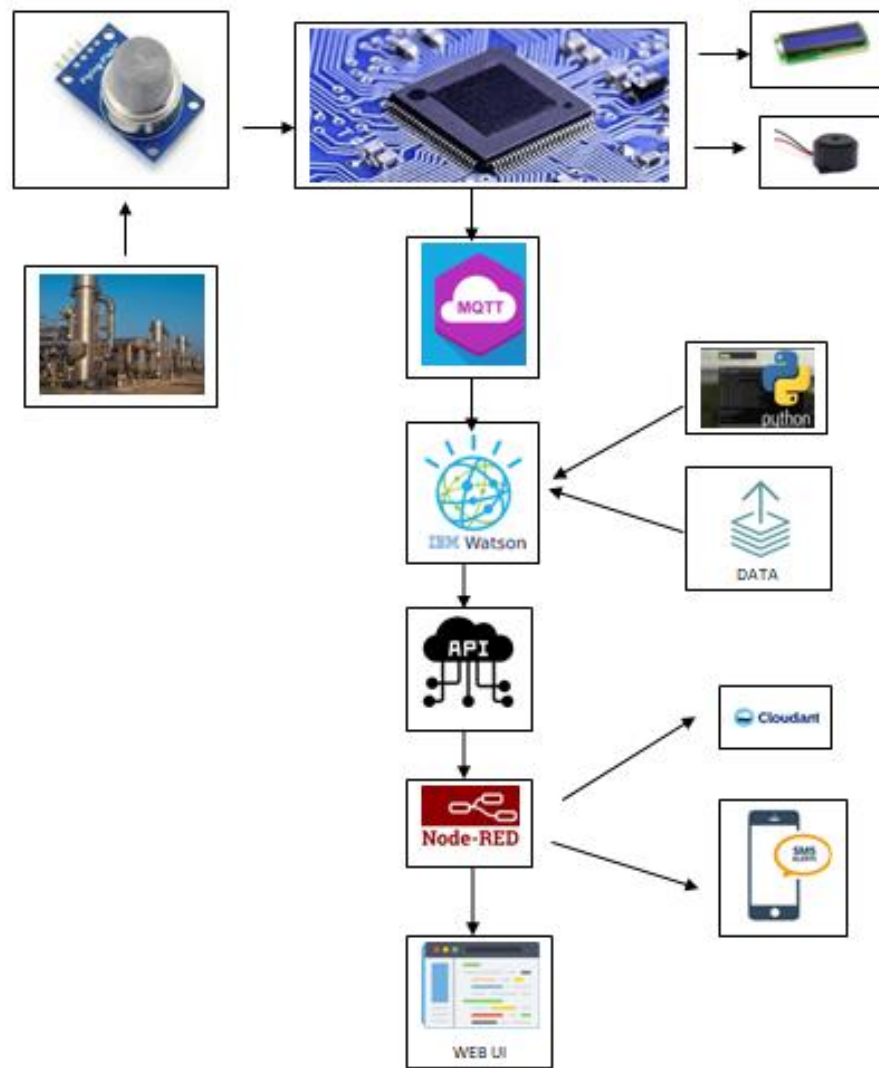 MQTT
python
IBM Watson
DATA
API
Cloudant
Node-RED
SMS
ALERTS
WEB UI